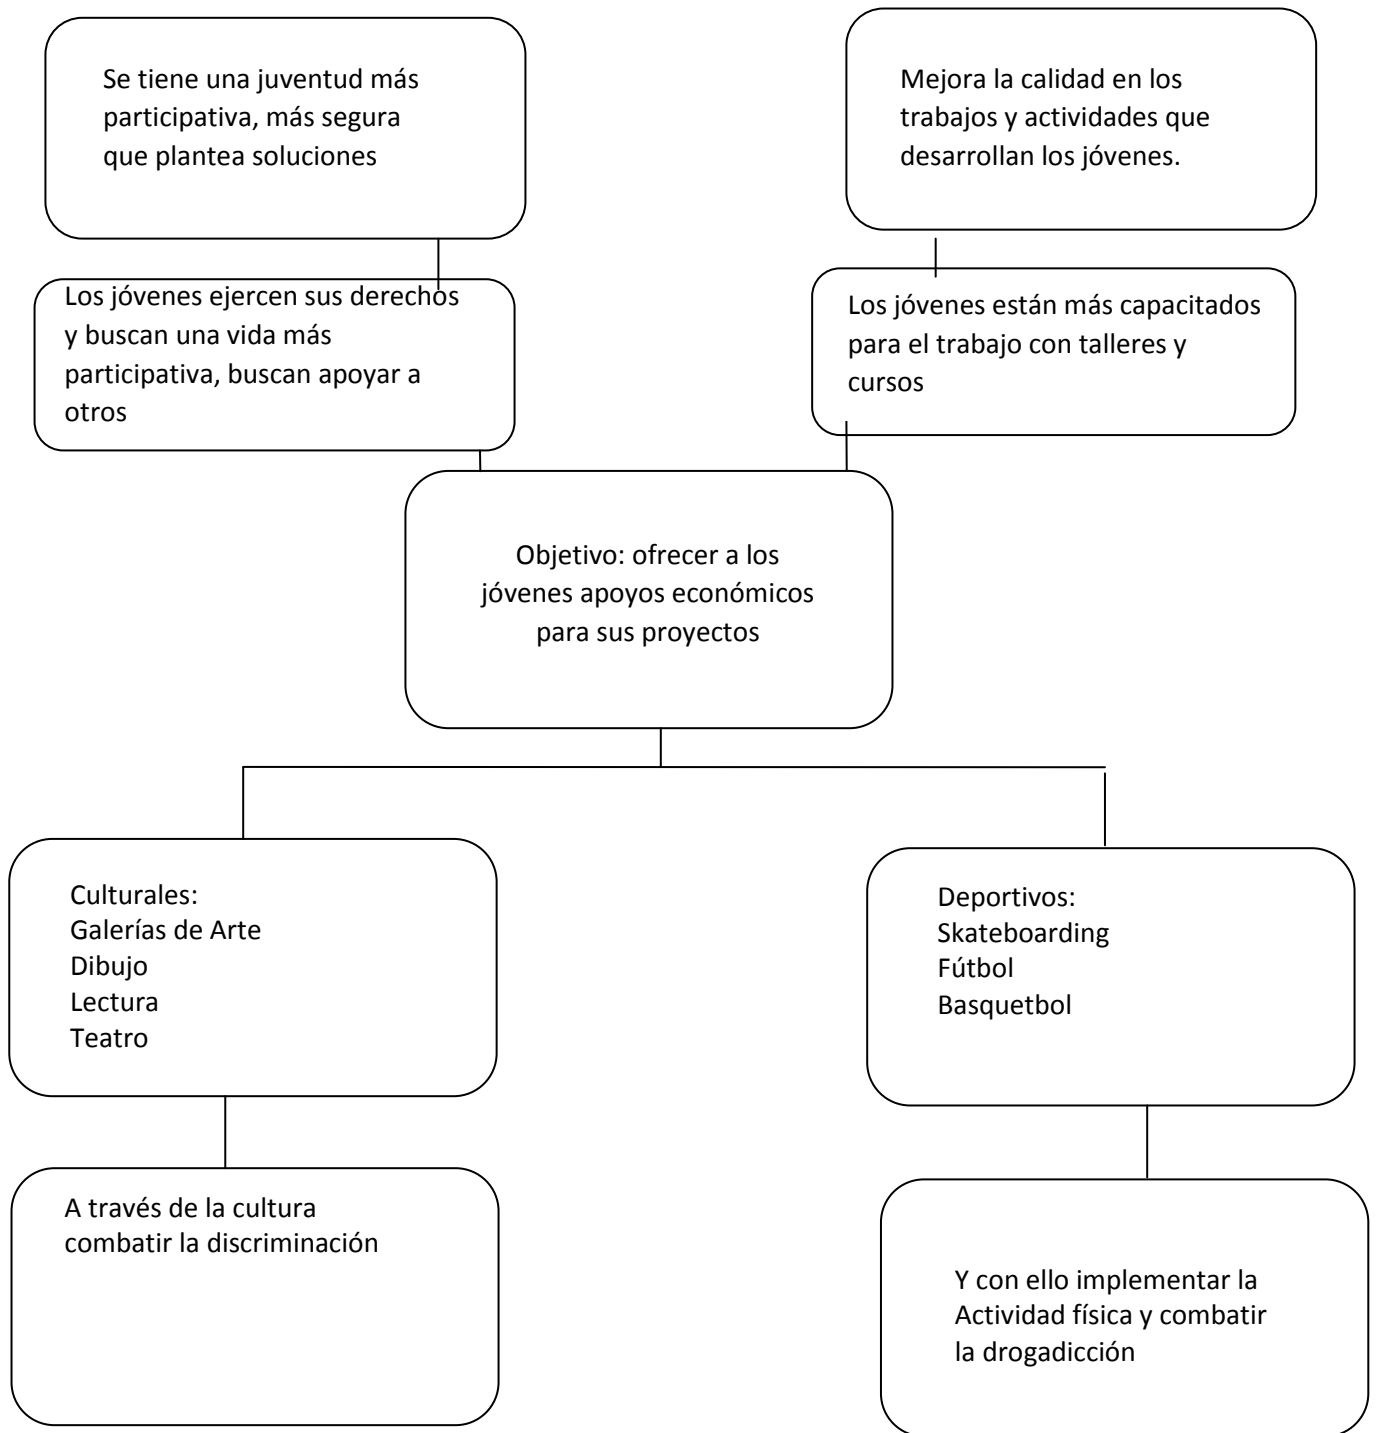 Se tiene una juventud más
participativa, más segura
que plantea soluciones
Mejora la calidad en los
trabajos y actividades que
desarrollan los jóvenes.
Los jóvenes ejercen sus derechos
y buscan una vida más
participativa, buscan apoyar a
otros
Los jóvenes están más capacitados
para el trabajo con talleres y
cursos
Objetivo: ofrecer a los
jóvenes apoyos económicos
para sus proyectos
Culturales:
Galerías de Arte
Dibujo
Lectura
Teatro
Deportivos:
Skateboarding
Fútbol
Basquetbol
A través de la cultura
combatir la discriminación
Y con ello implementar la
Actividad física y combatir
la drogadicción